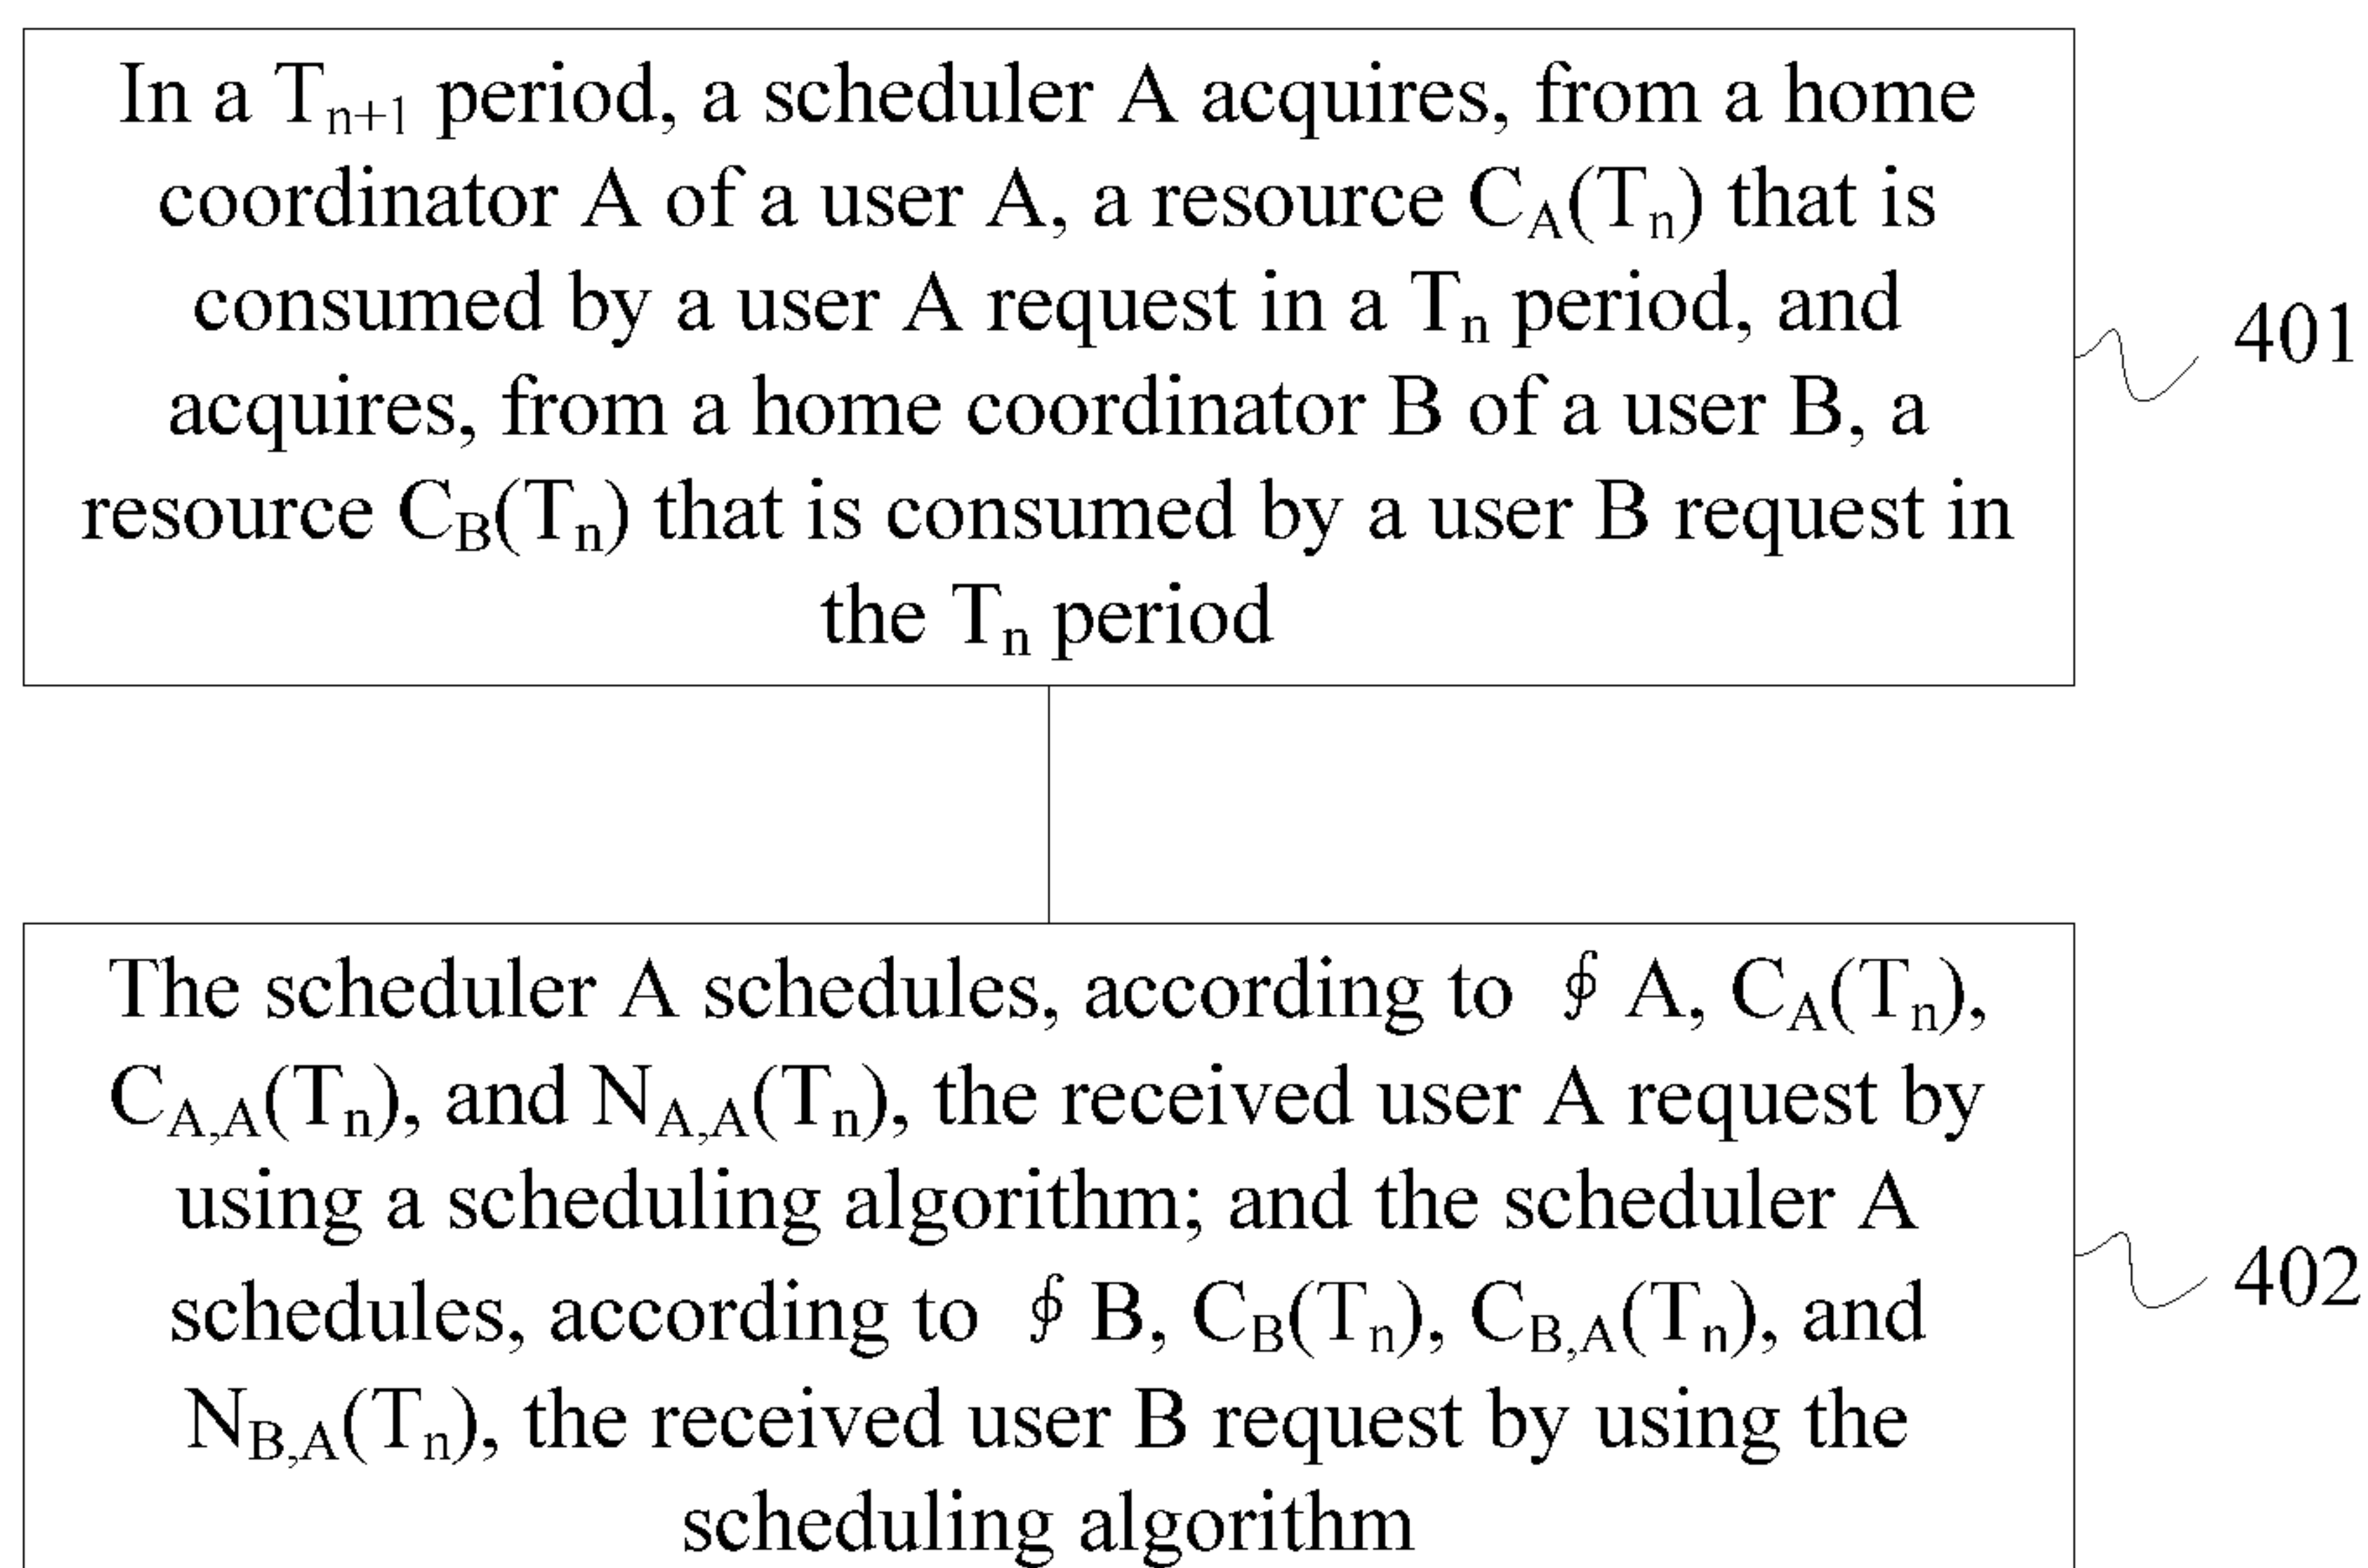 In a Tn+1 period, a scheduler A acquires, from a home
coordinator A of a user A, a resource CA(Tn) that is
consumed by a user A request in a Tn period, and
acquires, from a home coordinator B of a user B, a
resource CB(Tn) that is consumed by a user B request in
the Tn period
401
The scheduler A schedules, according to ∮ A, CA(Tn),
CA,A(Tn), and NA,A(Tn), the received user A request by
using a scheduling algorithm; and the scheduler A
schedules, according to ∮ B, CB(Tn), CB,A(Tn), and
NB,A(Tn), the received user B request by using the
scheduling algorithm
402